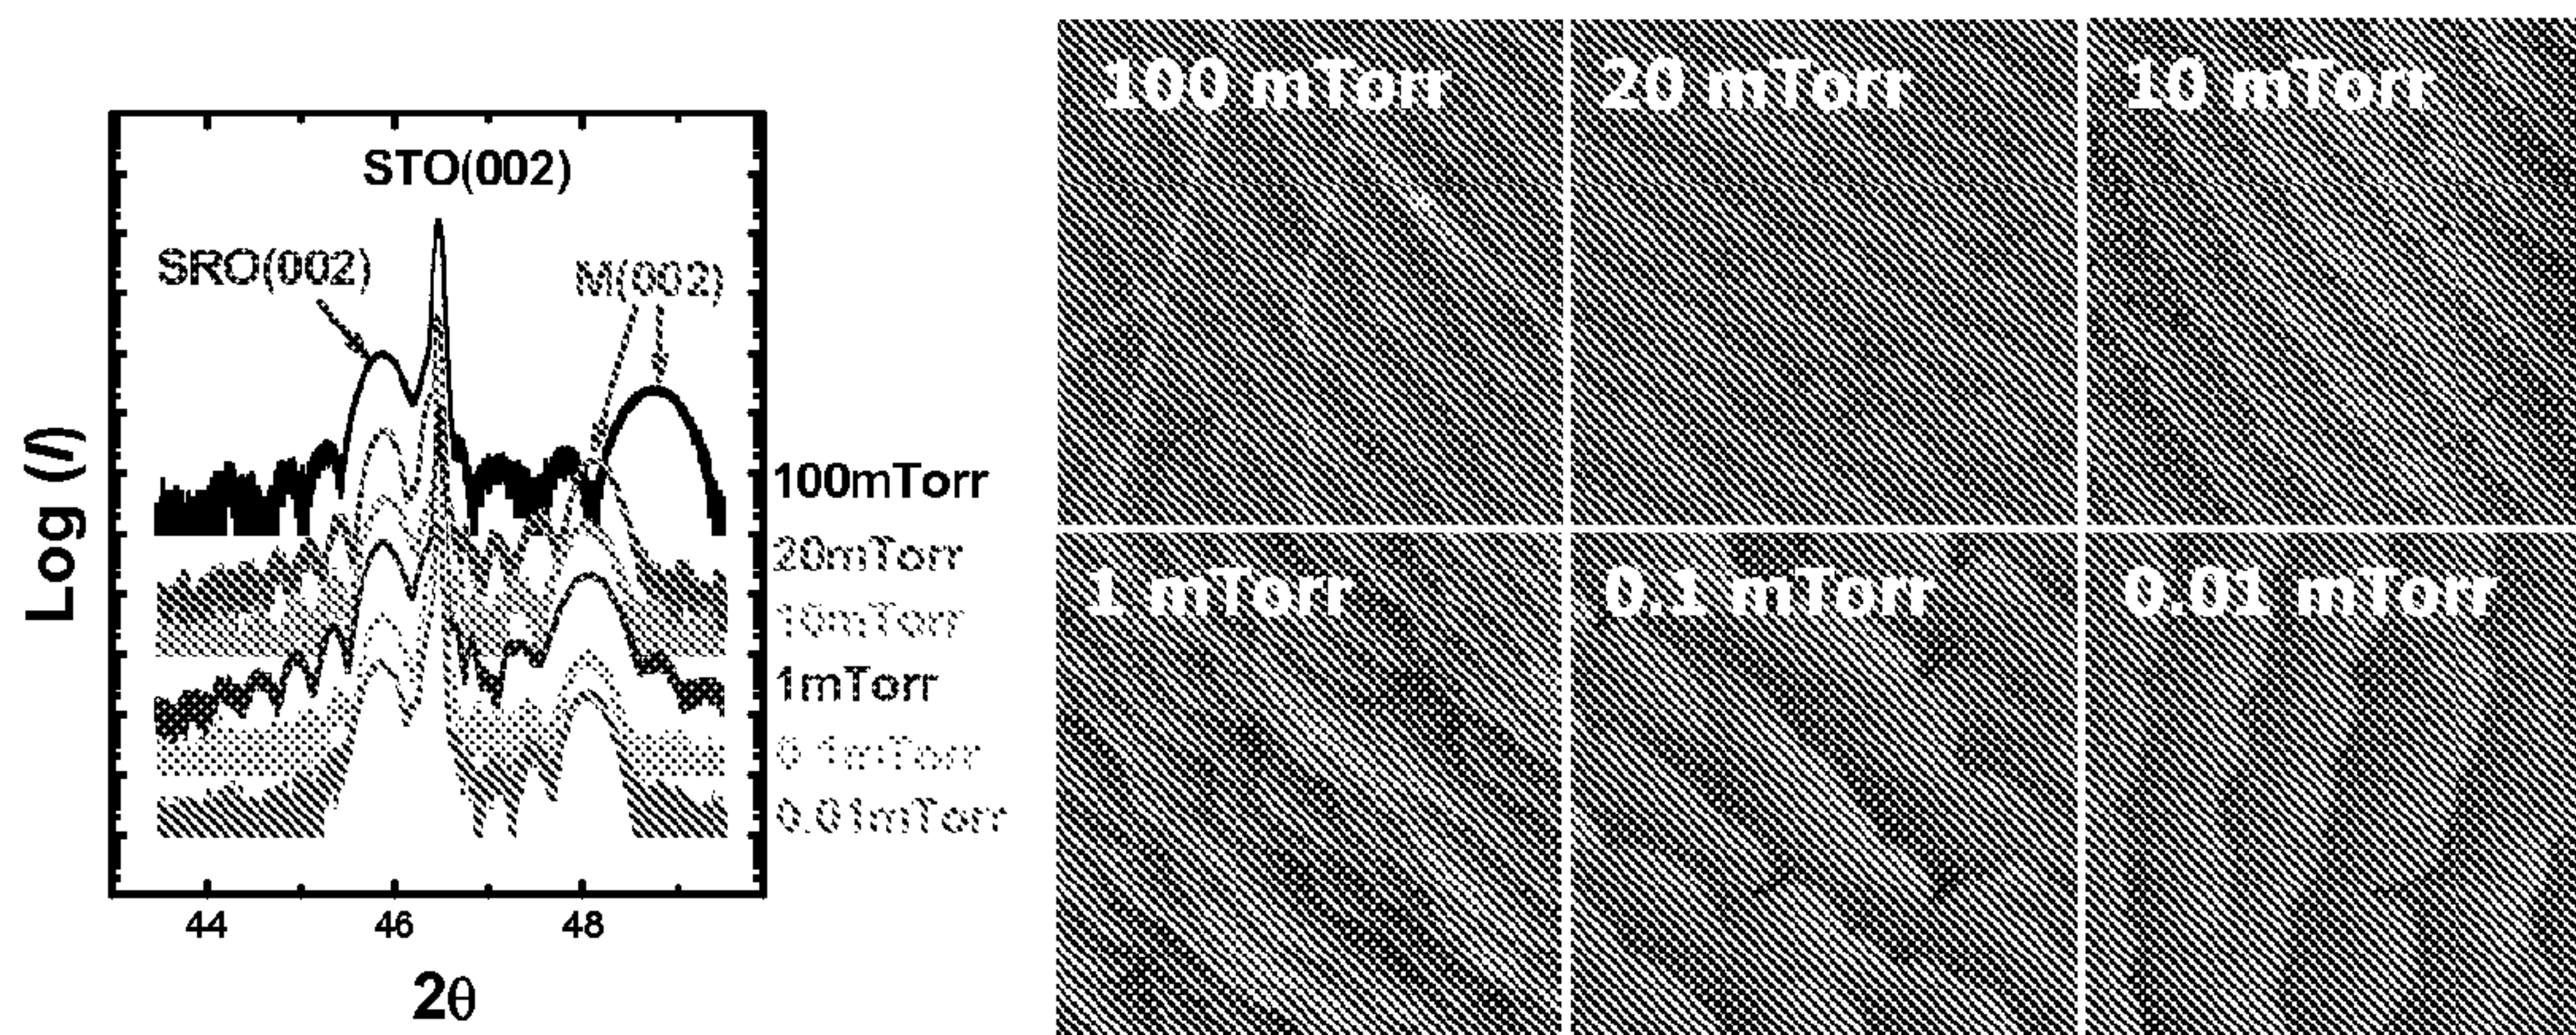 STO(002)
SRO(002)
M(002)
Log (I)
100mTorr
20mTorr
10mTorr
1mTorr
0.1mTorr
0.01mTorr
44 46 48
2θ
100 mTorr
20 mTorr
10 mTorr
1 mTorr
0.1 mTorr
0.01 mTorr